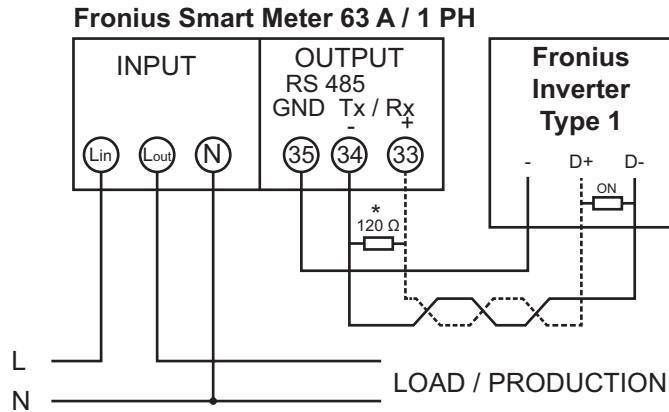 Fronius Smart Meter 63 A / 1 PH
INPUT
OUTPUT
RS 485
GND Tx / Rx
- +
Lin Lout N 35 34 33
Fronius
Inverter
Type 1
- D+ D-
ON
*
120 Ω
L
N
LOAD / PRODUCTION